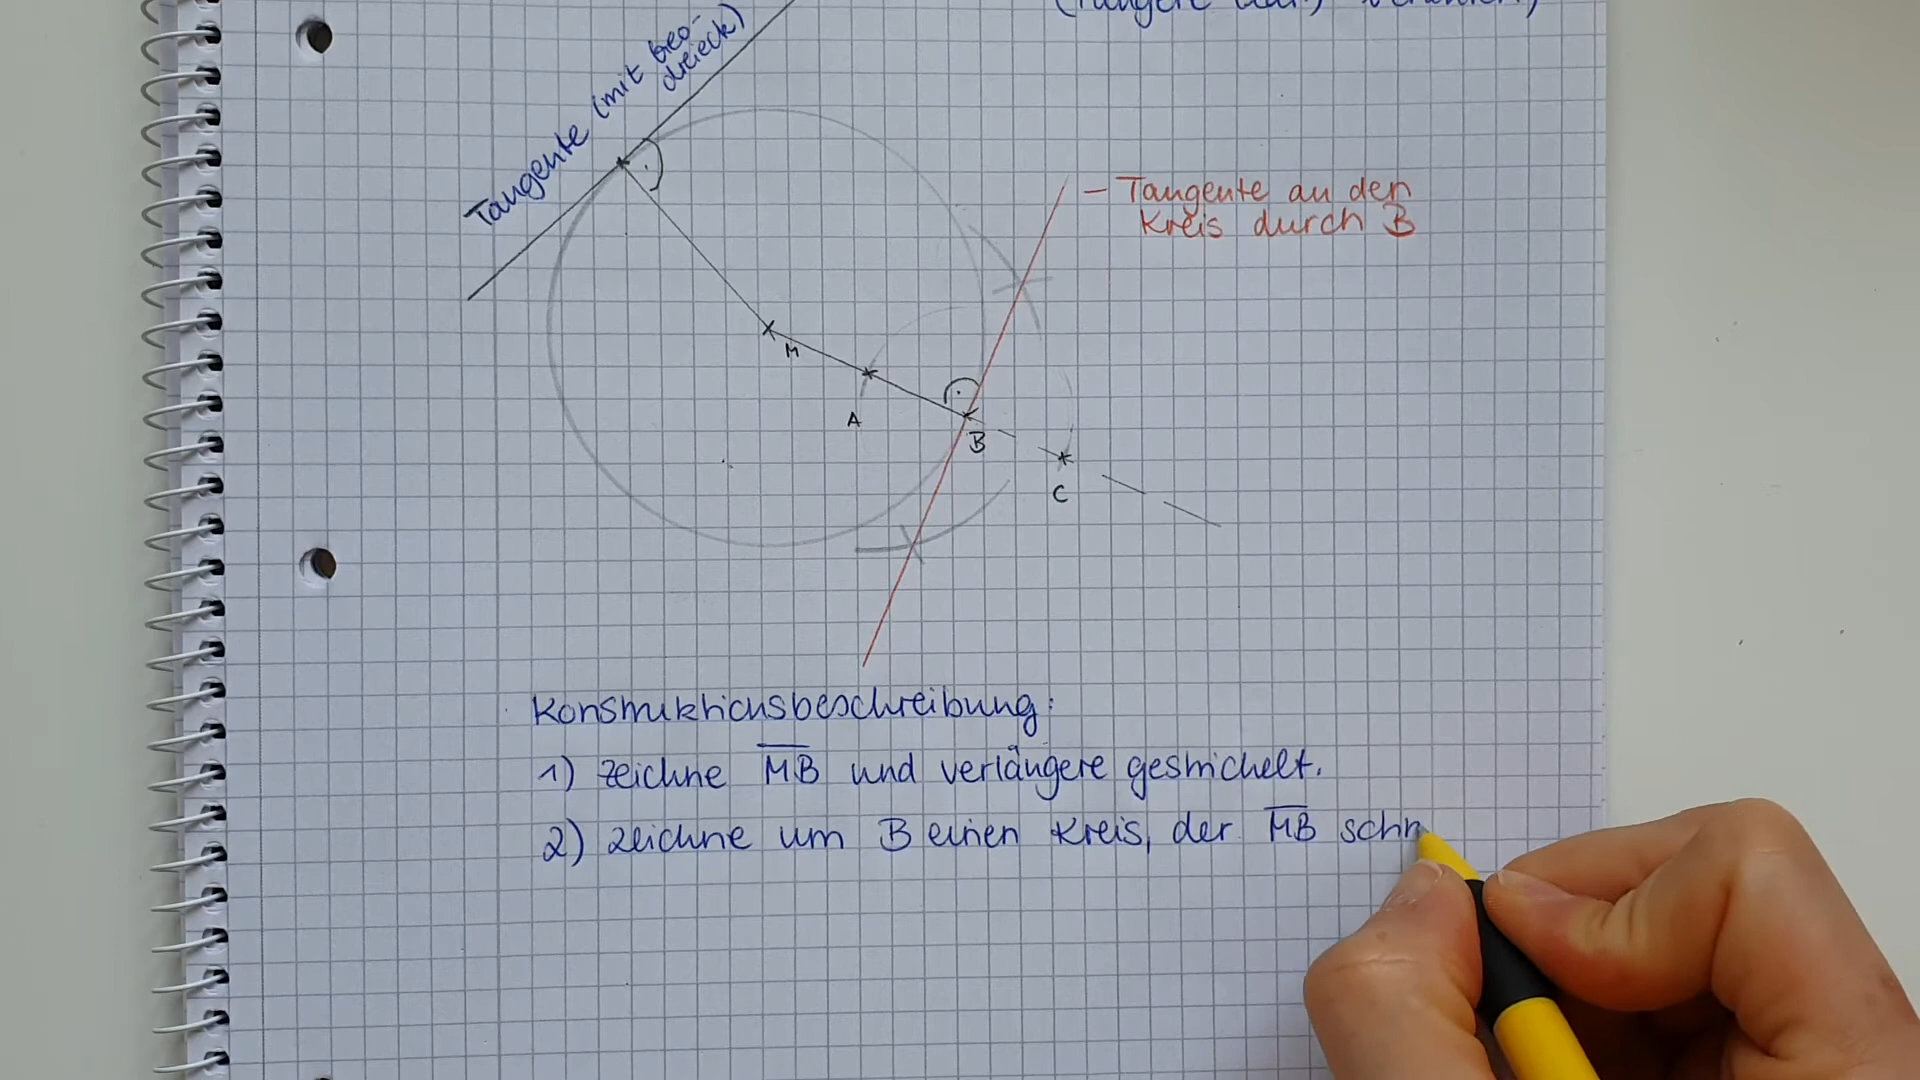 Tangente (mit Geo-
dreieck)
– Tangente an den
Kreis durch B
M
A
B
C
Konstruktionsbeschreibung:
1) zeichne MB und verlängere gestrichelt.
2) zeichne um B einen Kreis, der MB schn